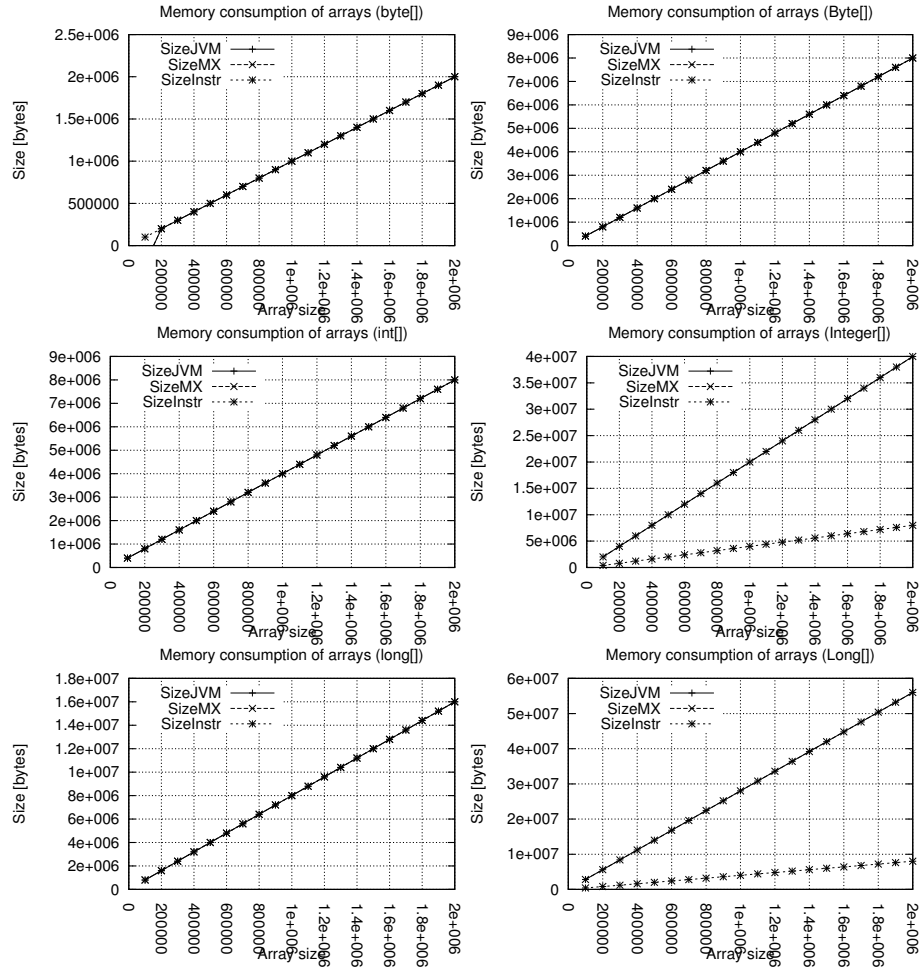 Memory consumption of arrays (byte[])
2.5e+006
2e+006
1.5e+006
1e+006
500000
0
Size [bytes]
SizeJVM
SizeMX
SizeInstr
0
200000
400000
600000
800000
1e+006
1.2e+006
1.4e+006
1.6e+006
1.8e+006
2e+006
Array size
Memory consumption of arrays (Byte[])
9e+006
8e+006
7e+006
6e+006
5e+006
4e+006
3e+006
2e+006
1e+006
0
Size [bytes]
SizeJVM
SizeMX
SizeInstr
0
200000
400000
600000
800000
1e+006
1.2e+006
1.4e+006
1.6e+006
1.8e+006
2e+006
Array size
Memory consumption of arrays (int[])
9e+006
8e+006
7e+006
6e+006
5e+006
4e+006
3e+006
2e+006
1e+006
0
Size [bytes]
SizeJVM
SizeMX
SizeInstr
0
200000
400000
600000
800000
1e+006
1.2e+006
1.4e+006
1.6e+006
1.8e+006
2e+006
Array size
Memory consumption of arrays (Integer[])
4e+007
3.5e+007
3e+007
2.5e+007
2e+007
1.5e+007
1e+007
5e+006
0
Size [bytes]
SizeJVM
SizeMX
SizeInstr
0
200000
400000
600000
800000
1e+006
1.2e+006
1.4e+006
1.6e+006
1.8e+006
2e+006
Array size
Memory consumption of arrays (long[])
1.8e+007
1.6e+007
1.4e+007
1.2e+007
1e+007
8e+006
6e+006
4e+006
2e+006
0
Size [bytes]
SizeJVM
SizeMX
SizeInstr
0
200000
400000
600000
800000
1e+006
1.2e+006
1.4e+006
1.6e+006
1.8e+006
2e+006
Array size
Memory consumption of arrays (Long[])
6e+007
5e+007
4e+007
3e+007
2e+007
1e+007
0
Size [bytes]
SizeJVM
SizeMX
SizeInstr
0
200000
400000
600000
800000
1e+006
1.2e+006
1.4e+006
1.6e+006
1.8e+006
2e+006
Array size